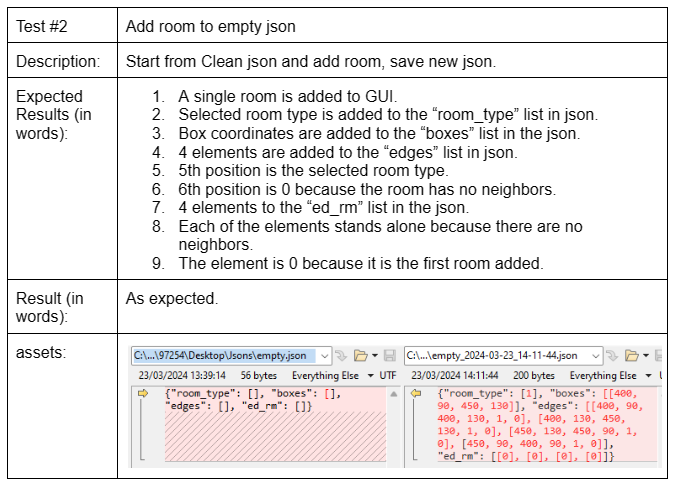 Test #2
Add room to empty json
Description:
Start from Clean json and add room, save new json.
Expected
Results (in
words):
1. A single room is added to GUI.
2. Selected room type is added to the “room_type” list in json.
3. Box coordinates are added to the “boxes” list in the json.
4. 4 elements are added to the “edges” list in json.
5. 5th position is the selected room type.
6. 6th position is 0 because the room has no neighbors.
7. 4 elements to the “ed_rm” list in the json.
8. Each of the elements stands alone because there are no
neighbors.
9. The element is 0 because it is the first room added.
Result (in
words):
As expected.
assets:
C:\...\97254\Desktop\Jsons\empty.json
23/03/2024 13:39:14 56 bytes Everything Else UTF
{"room_type": [], "boxes": [],
"edges": [], "ed_rm": []}
C:\...\empty_2024-03-23_14-11-44.json
23/03/2024 14:11:44 200 bytes Everything Else
{"room_type": [1], "boxes": [[400,
90, 450, 130]], "edges": [[400, 90,
400, 130, 1, 0], [400, 130, 450,
130, 1, 0], [450, 130, 450, 90, 1,
0], [450, 90, 400, 90, 1, 0]],
"ed_rm": [[0], [0], [0], [0]]}